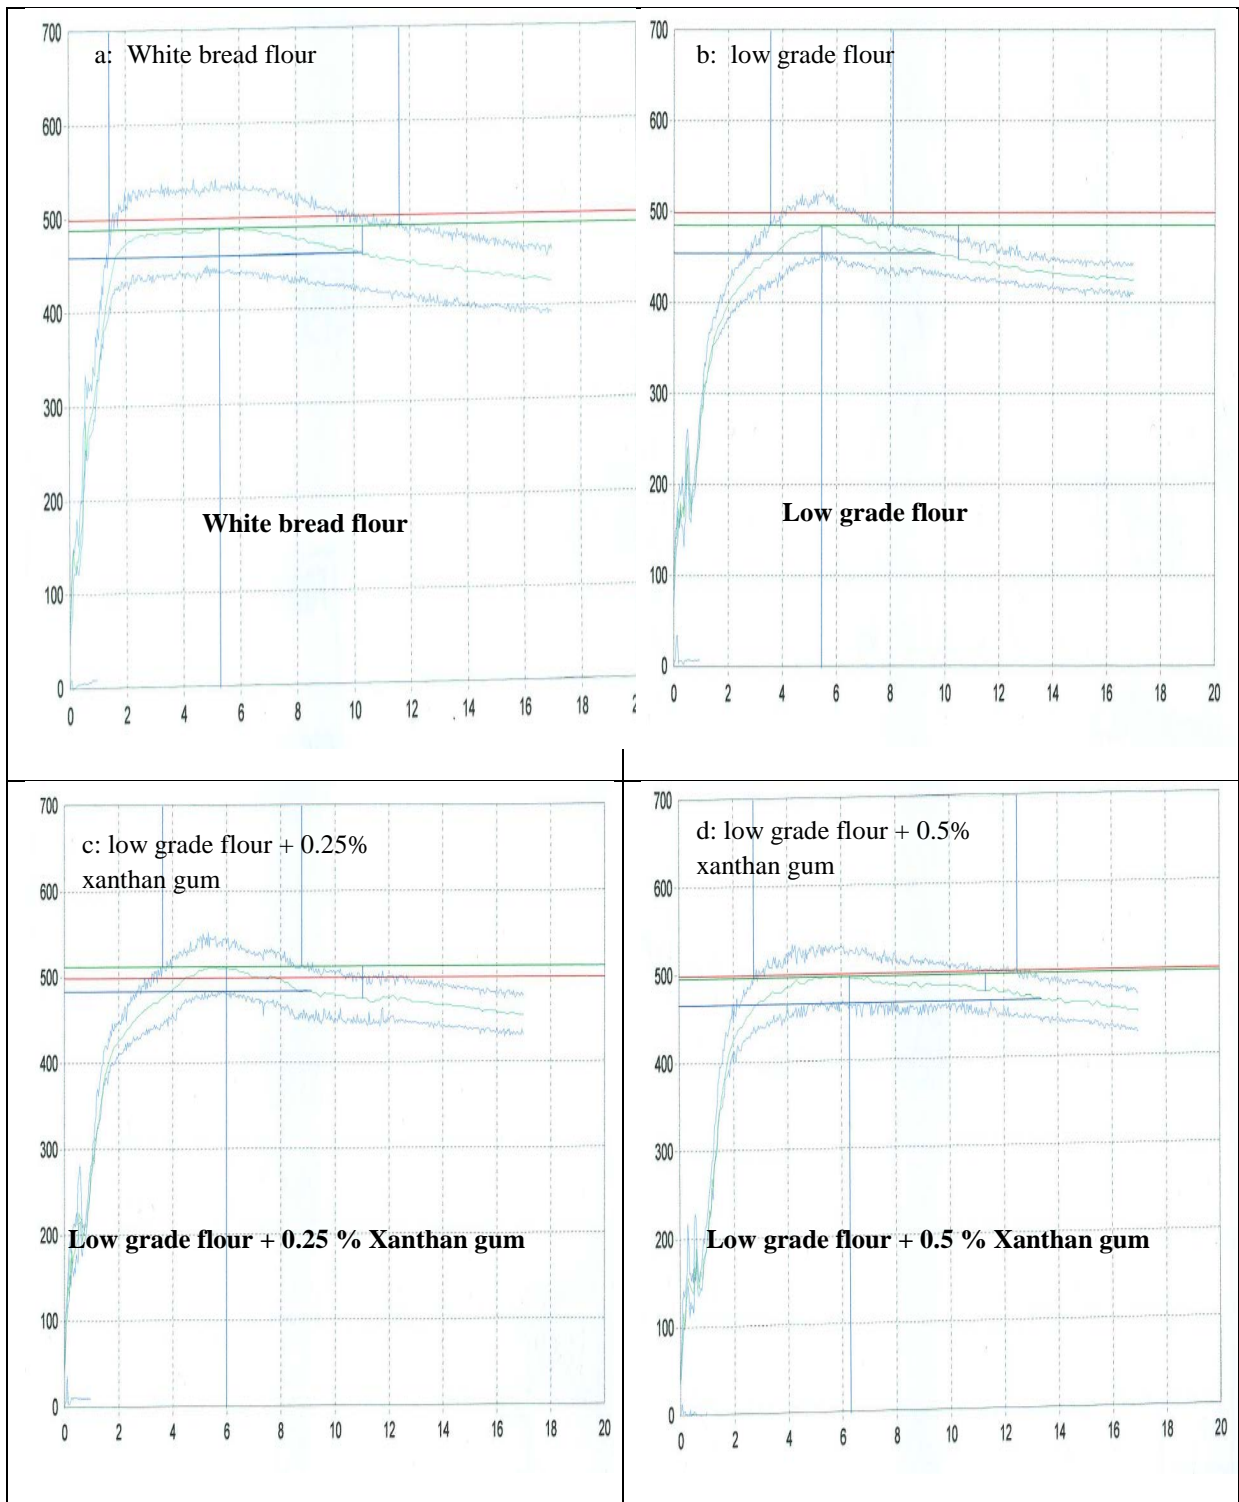 a: White bread flour
700
600
500
400
300
200
100
0
White bread flour
0 2 4 6 8 10 12 14 16 18 2
b: low grade flour
700
600
500
400
300
200
100
0
Low grade flour
0 2 4 6 8 10 12 14 16 18 20
c: low grade flour + 0.25%
xanthan gum
700
600
500
400
300
200
100
0
Low grade flour + 0.25 % Xanthan gum
0 2 4 6 8 10 12 14 16 18 20
d: low grade flour + 0.5%
xanthan gum
700
600
500
400
300
200
100
0
Low grade flour + 0.5 % Xanthan gum
0 2 4 6 8 10 12 14 16 18 20